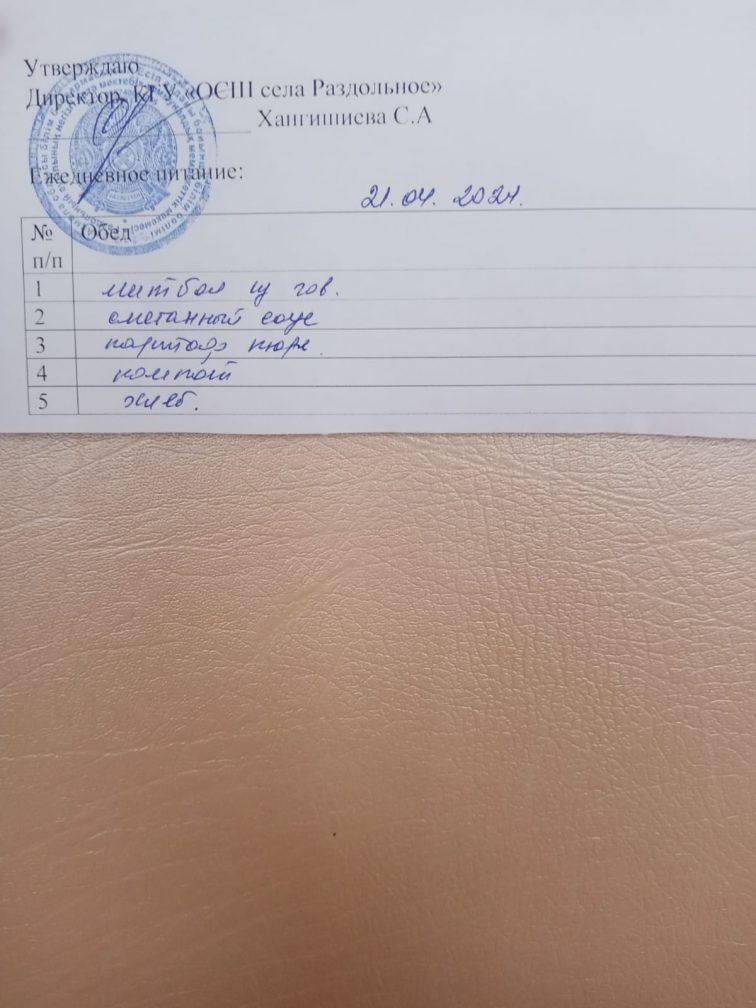 Утверждаю
Директор КГУ «ОСШ села Раздольное»
Хангишиева С.А
Ежедневное питание:
21.04.2021.
№ п/п Обед
1 митбол из гов.
2 сметанный соус
3 картоф пюре.
4 компот
5 хлеб.